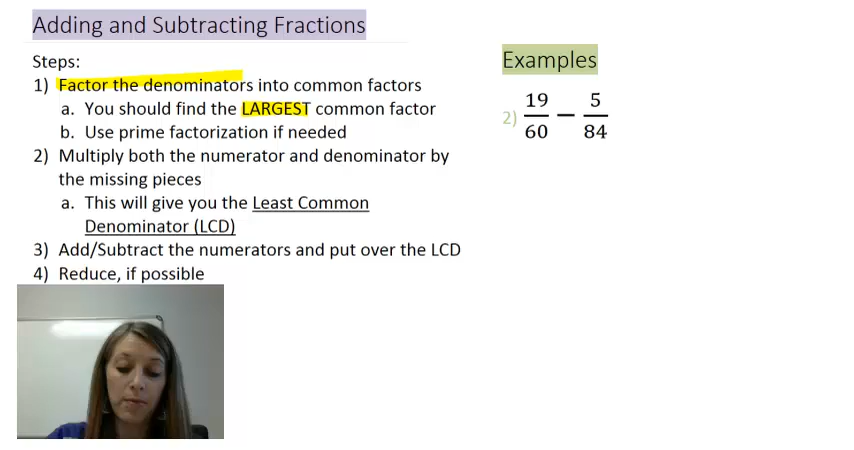 Adding and Subtracting Fractions
Steps:
1) Factor the denominators into common factors
a. You should find the LARGEST common factor
b. Use prime factorization if needed
2) Multiply both the numerator and denominator by
the missing pieces
a. This will give you the Least Common
Denominator (LCD)
3) Add/Subtract the numerators and put over the LCD
4) Reduce, if possible
Examples
2) 19/60 − 5/84